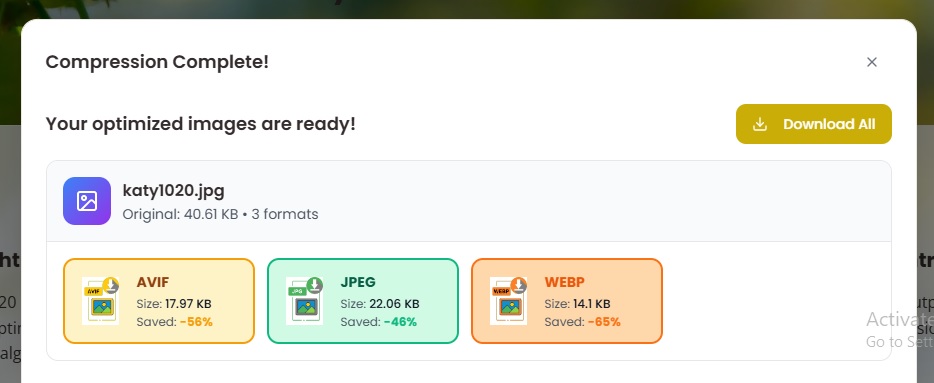 Compression Complete!
Your optimized images are ready!
Download All
katy1020.jpg
Original: 40.61 KB • 3 formats
AVIF
AVIF
Size: 17.97 KB
Saved: -56%
JPG
JPEG
Size: 22.06 KB
Saved: -46%
WEBP
WEBP
Size: 14.1 KB
Saved: -65%
Activate
Go to Sett